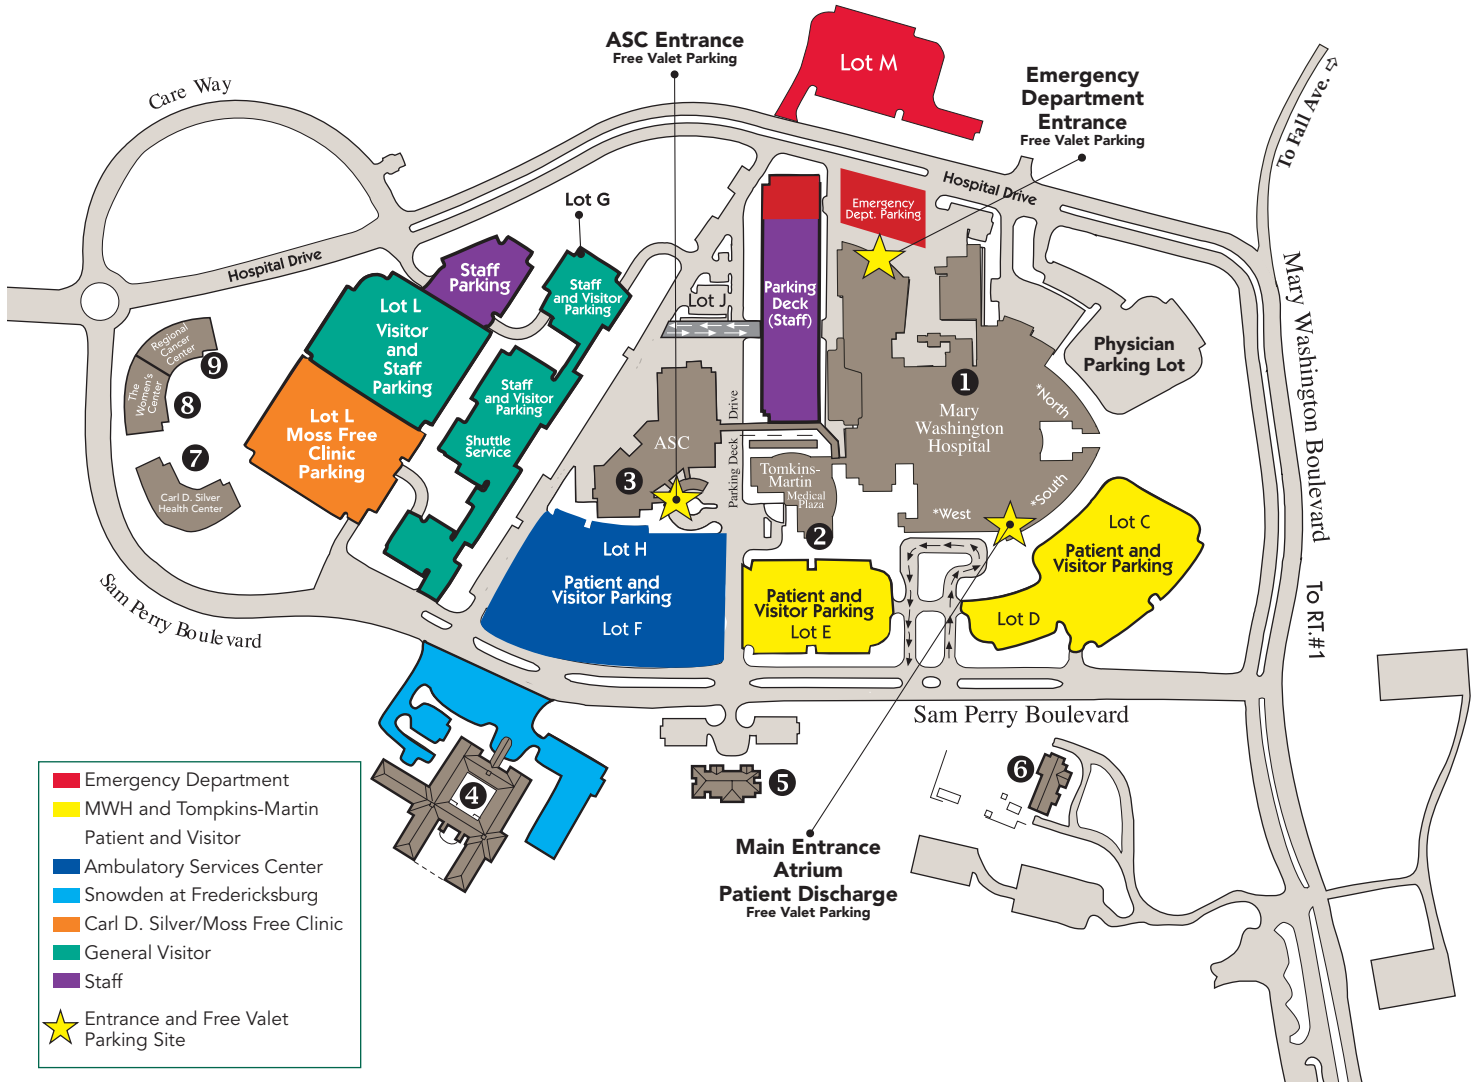 ASC Entrance
Free Valet Parking
Lot M
Emergency
Department
Entrance
Free Valet Parking
To Fall Ave.
Care Way
Hospital Drive
Lot G
Emergency
Dept. Parking
Hospital Drive
Staff
Parking
Staff
and Visitor
Parking
Lot J
Parking
Deck
(Staff)
Lot L
Visitor
and
Staff
Parking
Physician
Parking Lot
Mary Washington Boulevard
To RT.#1
Regional
Cancer
Center
9
The
Women's
Center
8
7
Carl D. Silver
Health Center
Lot L
Moss Free
Clinic
Parking
Staff
and Visitor
Parking
Shuttle
Service
ASC
3
Parking Deck Drive
1
Mary
Washington
Hospital
*North
*South
*West
Tomkins-
Martin
Medical
Plaza
2
Lot H
Patient and
Visitor Parking
Lot F
Patient and
Visitor Parking
Lot E
Lot C
Patient and
Visitor Parking
Lot D
Sam Perry Boulevard
Sam Perry Boulevard
4
5
6
Main Entrance
Atrium
Patient Discharge
Free Valet Parking
Emergency Department
MWH and Tompkins-Martin
Patient and Visitor
Ambulatory Services Center
Snowden at Fredericksburg
Carl D. Silver/Moss Free Clinic
General Visitor
Staff
Entrance and Free Valet
Parking Site